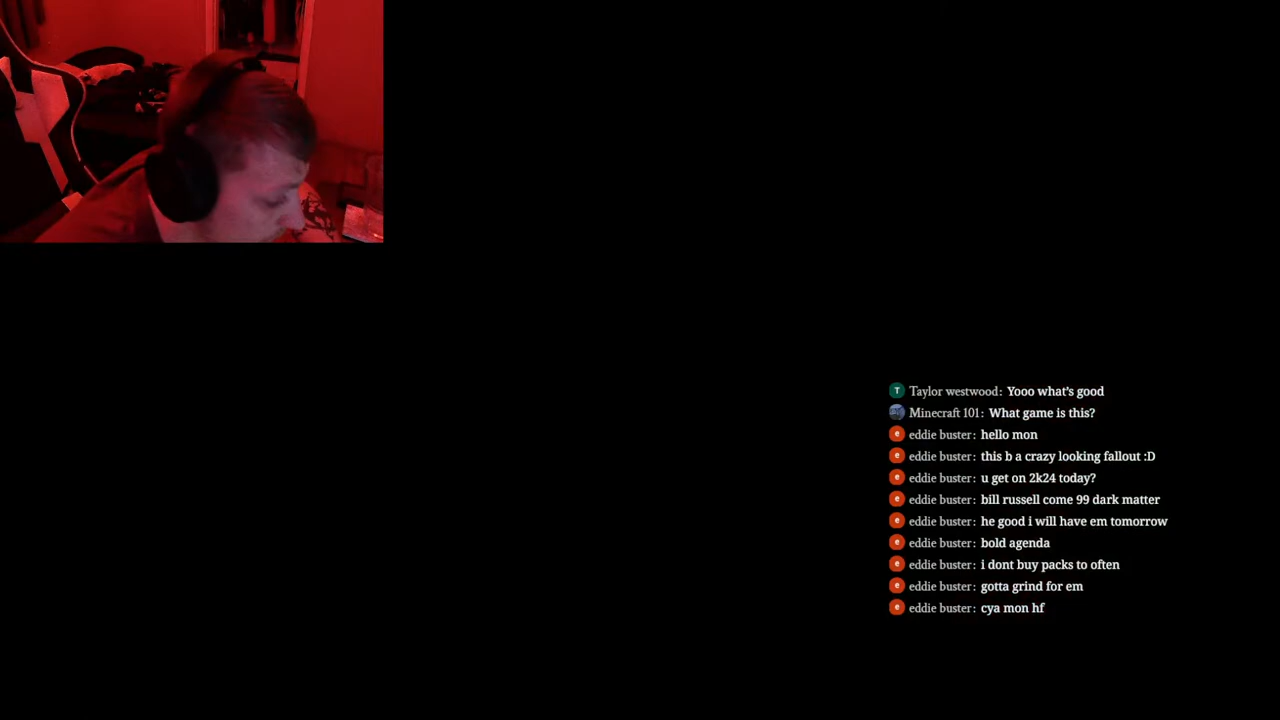 T Taylor westwood: Yooo what's good
Minecraft 101: What game is this?
e eddie buster: hello mon
e eddie buster: this b a crazy looking fallout :D
e eddie buster: u get on 2k24 today?
e eddie buster: bill russell come 99 dark matter
e eddie buster: he good i will have em tomorrow
e eddie buster: bold agenda
e eddie buster: i dont buy packs to often
e eddie buster: gotta grind for em
e eddie buster: cya mon hf